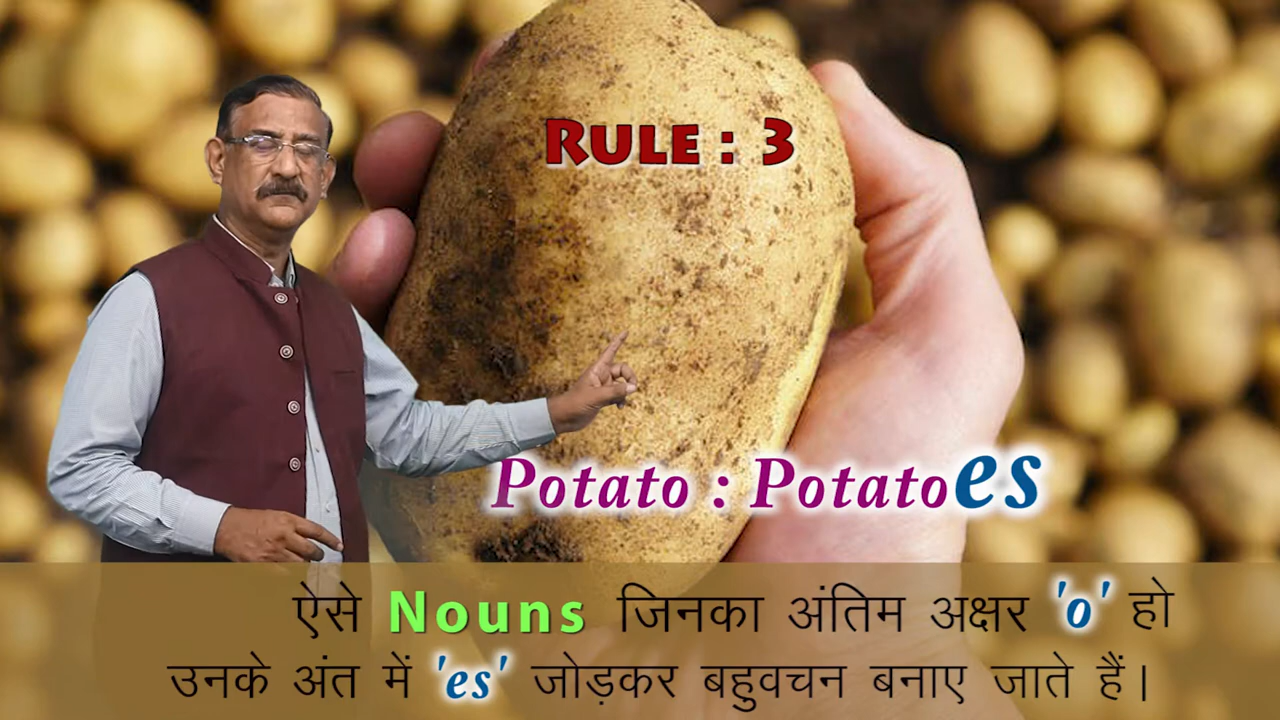 RULE : 3
Potato : Potatoes
ऐसे Nouns जिनका अंतिम अक्षर 'o' हो
उनके अंत में 'es' जोड़कर बहुवचन बनाए जाते हैं।